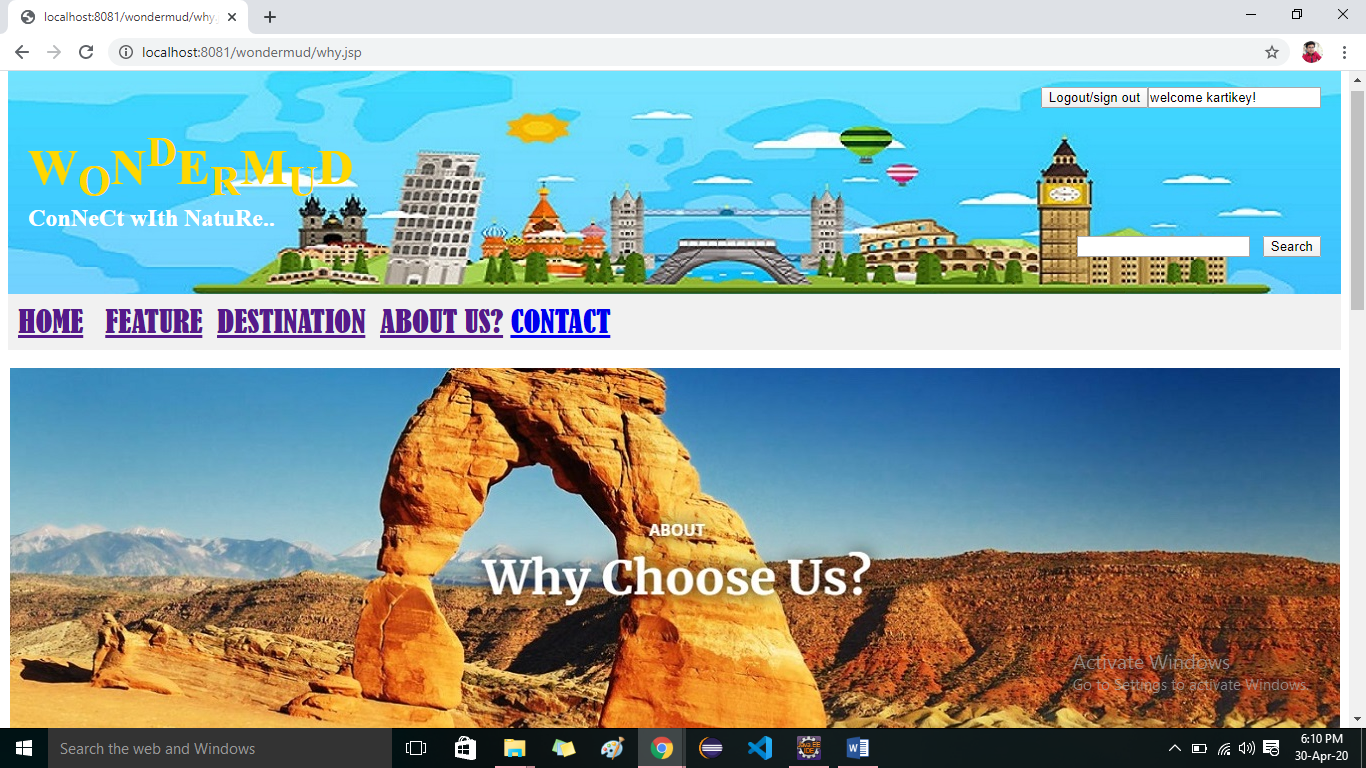 localhost:8081/wondermud/why.
localhost:8081/wondermud/why.jsp
Logout/sign out welcome kartikey!
WONDERMUD
ConNeCt wIth NatuRe..
Search
HOME FEATURE DESTINATION ABOUT US? CONTACT
ABOUT
Why Choose Us?
Activate Windows
Go to Settings to activate Windows.
Search the web and Windows
6:10 PM
30-Apr-20